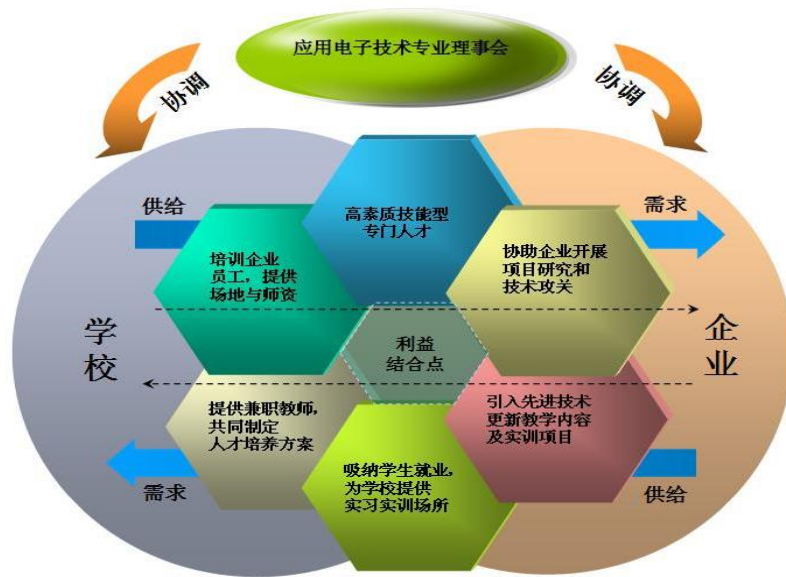 应用电子技术专业理事会
协调
协调
供给
高素质技能型
专门人才
需求
培训企业
员工，提供
场地与师资
协助企业开展
项目研究和
技术攻关
学校
利益
结合点
企业
提供兼职教师，
共同制定
人才培养方案
引入先进技术
更新教学内容
及实训项目
吸纳学生就业，
为学校提供
实习实训场所
需求
供给